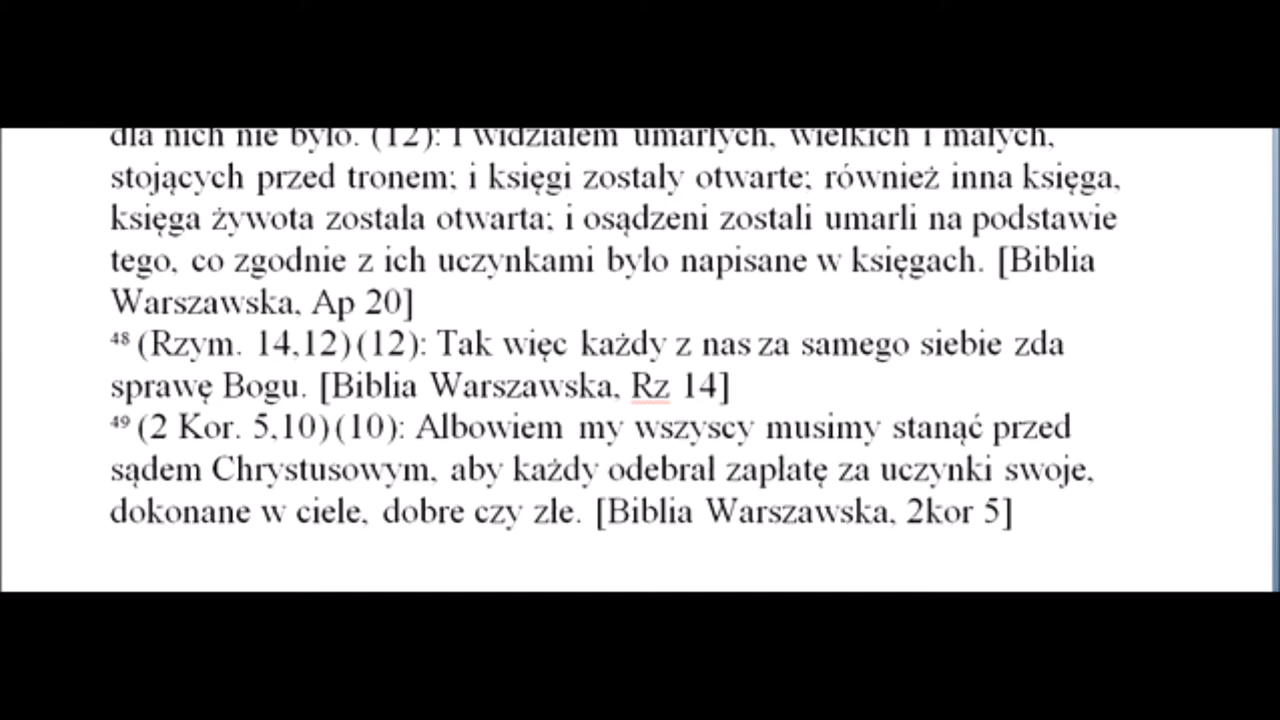 dla nich nie było. (12): I widziałem umarłych, wielkich i małych,
stojących przed tronem; i księgi zostały otwarte; również inna księga,
księga żywota została otwarta; i osądzeni zostali umarli na podstawie
tego, co zgodnie z ich uczynkami było napisane w księgach. [Biblia
Warszawska, Ap 20]
⁴⁸ (Rzym. 14,12)(12): Tak więc każdy z nas za samego siebie zda
sprawę Bogu. [Biblia Warszawska, Rz 14]
⁴⁹ (2 Kor. 5,10)(10): Albowiem my wszyscy musimy stanąć przed
sądem Chrystusowym, aby każdy odebrał zapłatę za uczynki swoje,
dokonane w ciele, dobre czy złe. [Biblia Warszawska, 2kor 5]